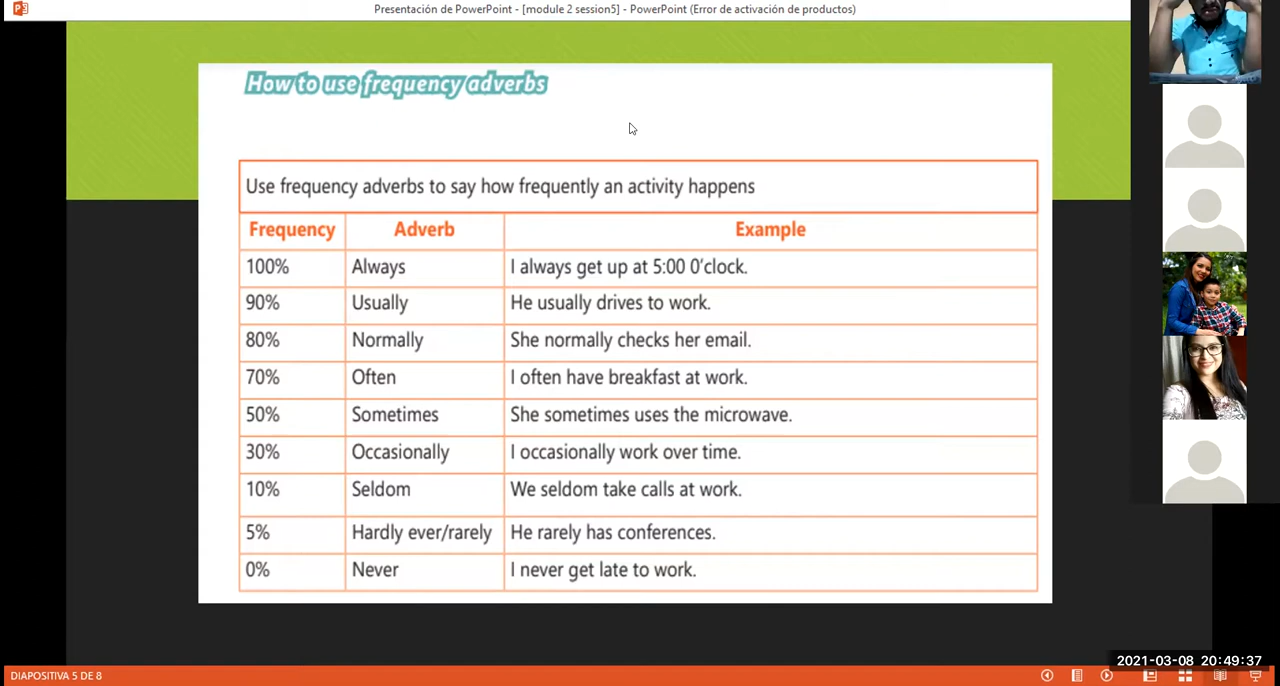 Presentación de PowerPoint - [module 2 session5] - PowerPoint (Error de activación de productos)
How to use frequency adverbs
Use frequency adverbs to say how frequently an activity happens
Frequency Adverb Example
100% Always I always get up at 5:00 0'clock.
90% Usually He usually drives to work.
80% Normally She normally checks her email.
70% Often I often have breakfast at work.
50% Sometimes She sometimes uses the microwave.
30% Occasionally I occasionally work over time.
10% Seldom We seldom take calls at work.
5% Hardly ever/rarely He rarely has conferences.
0% Never I never get late to work.
2021-03-08 20:49:37
DIAPOSITIVA 5 DE 8